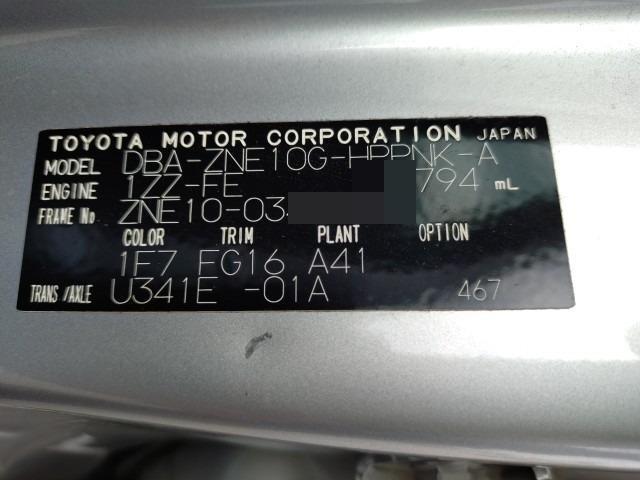 TOYOTA MOTOR CORPORATION JAPAN
MODEL DBA-ZNE10G-HPPNK-A
ENGINE 1ZZ-FE 794 mL
FRAME No ZNE10-03
COLOR TRIM PLANT OPTION
1F7 FG16 A41
TRANS/AXLE U341E -01A 467